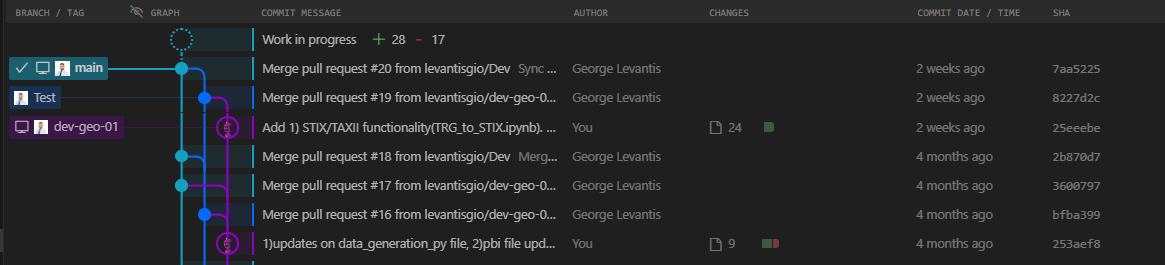 BRANCH / TAG GRAPH COMMIT MESSAGE AUTHOR CHANGES COMMIT DATE / TIME SHA
Work in progress + 28 - 17
main Merge pull request #20 from levantisgio/Dev Sync ... George Levantis 2 weeks ago 7aa5225
Test Merge pull request #19 from levantisgio/dev-geo-0... George Levantis 2 weeks ago 8227d2c
dev-geo-01 Add 1) STIX/TAXII functionality(TRG_to_STIX.ipynb). ... You 24 2 weeks ago 25eeebe
Merge pull request #18 from levantisgio/Dev Merg... George Levantis 4 months ago 2b870d7
Merge pull request #17 from levantisgio/dev-geo-0... George Levantis 4 months ago 3600797
Merge pull request #16 from levantisgio/dev-geo-0... George Levantis 4 months ago bfba399
1)updates on data_generation_py file, 2)pbi file upd... You 9 4 months ago 253aef8